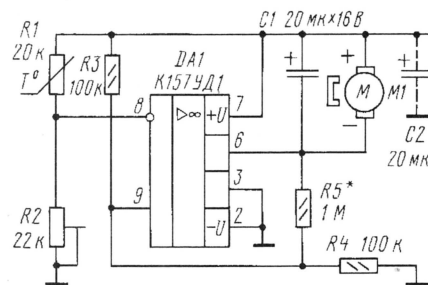 C1 20 мк×16 В
R1
20 к
T°
R3
100к
DA1
К157УД1
8
▷∞
+U
7
+
+
M
M1
+
6
−
C2
20 мк
9
3
R5*
1 М
R2
22 к
−U
2
R4 100 к